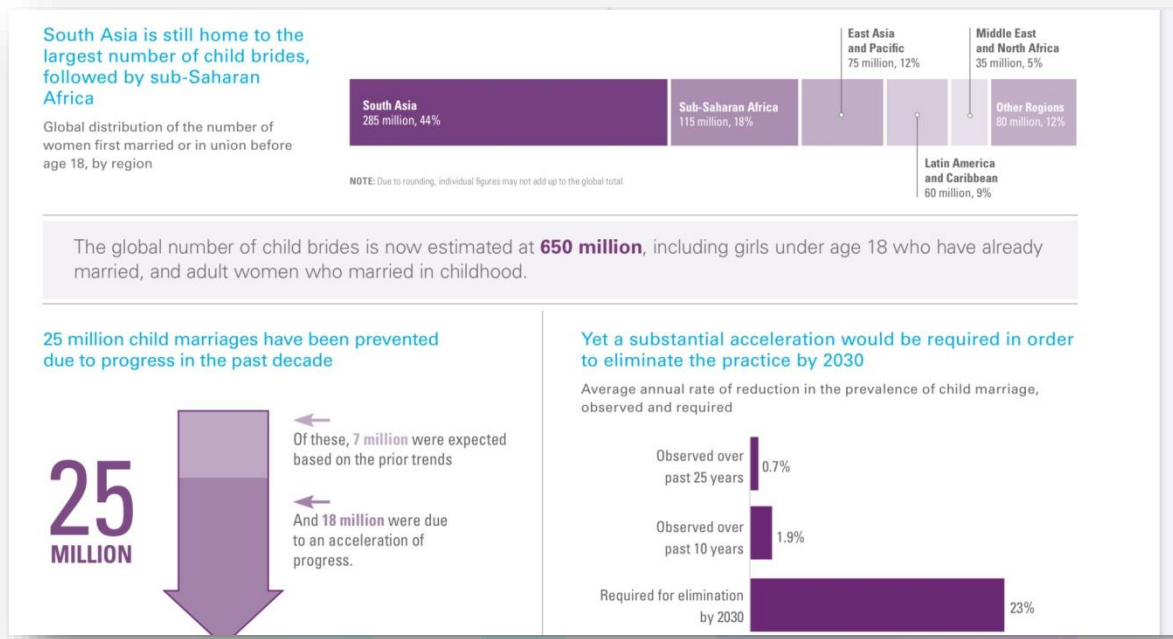 South Asia is still home to the
largest number of child brides,
followed by sub-Saharan
Africa
Global distribution of the number of
women first married or in union before
age 18, by region
South Asia
285 million, 44%
Sub-Saharan Africa
115 million, 18%
East Asia
and Pacific
75 million, 12%
Latin America
and Caribbean
60 million, 9%
Middle East
and North Africa
35 million, 5%
Other Regions
80 million, 12%
NOTE: Due to rounding, individual figures may not add up to the global total.
The global number of child brides is now estimated at 650 million, including girls under age 18 who have already
married, and adult women who married in childhood.
25 million child marriages have been prevented
due to progress in the past decade
25
MILLION
Of these, 7 million were expected
based on the prior trends
And 18 million were due
to an acceleration of
progress.
Yet a substantial acceleration would be required in order
to eliminate the practice by 2030
Average annual rate of reduction in the prevalence of child marriage,
observed and required
Observed over
past 25 years
0.7%
Observed over
past 10 years
1.9%
Required for elimination
by 2030
23%